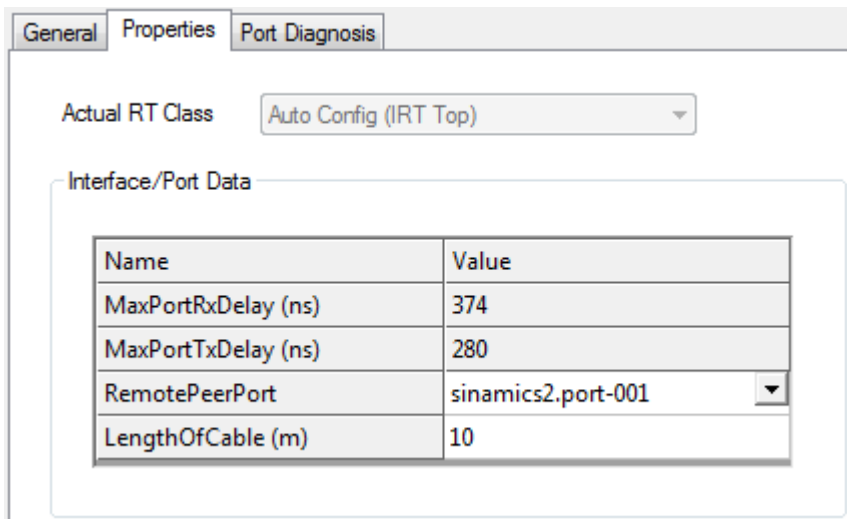 General Properties Port Diagnosis
Actual RT Class Auto Config (IRT Top)
Interface/Port Data
Name Value
MaxPortRxDelay (ns) 374
MaxPortTxDelay (ns) 280
RemotePeerPort sinamics2.port-001
LengthOfCable (m) 10